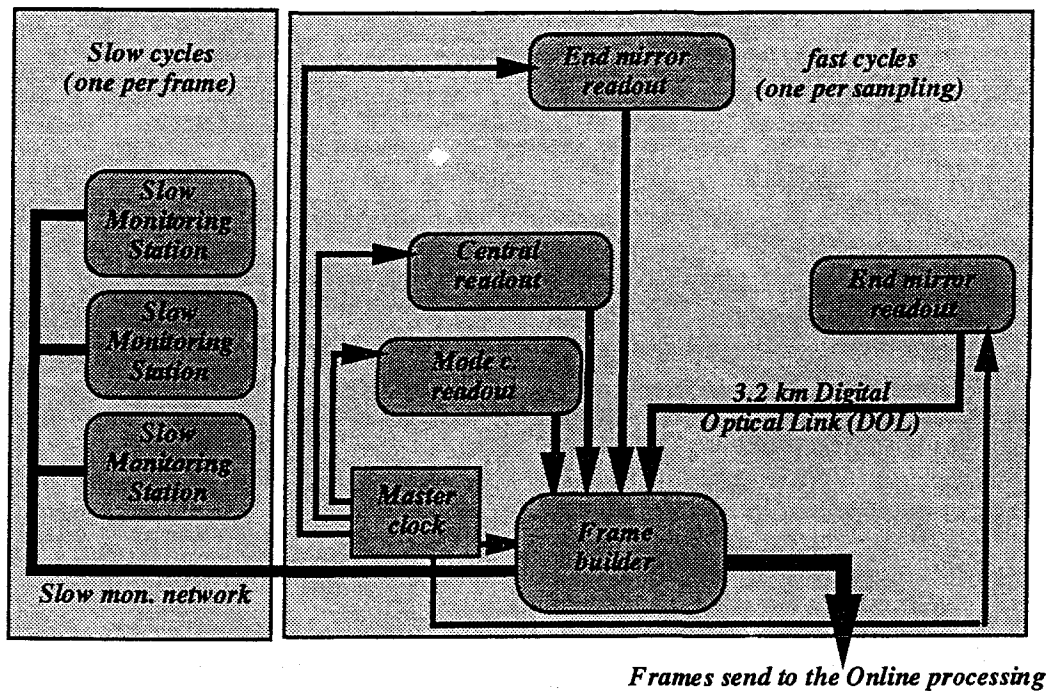 Slow cycles
(one per frame)
Slow
Monitoring
Station
Slow
Monitoring
Station
Slow
Monitoring
Station
Slow mon. network
End mirror
readout
fast cycles
(one per sampling)
Central
readout
End mirror
readout
Mode c.
readout
3.2 km Digital
Optical Link (DOL)
Master
clock
Frame
builder
Frames send to the Online processing